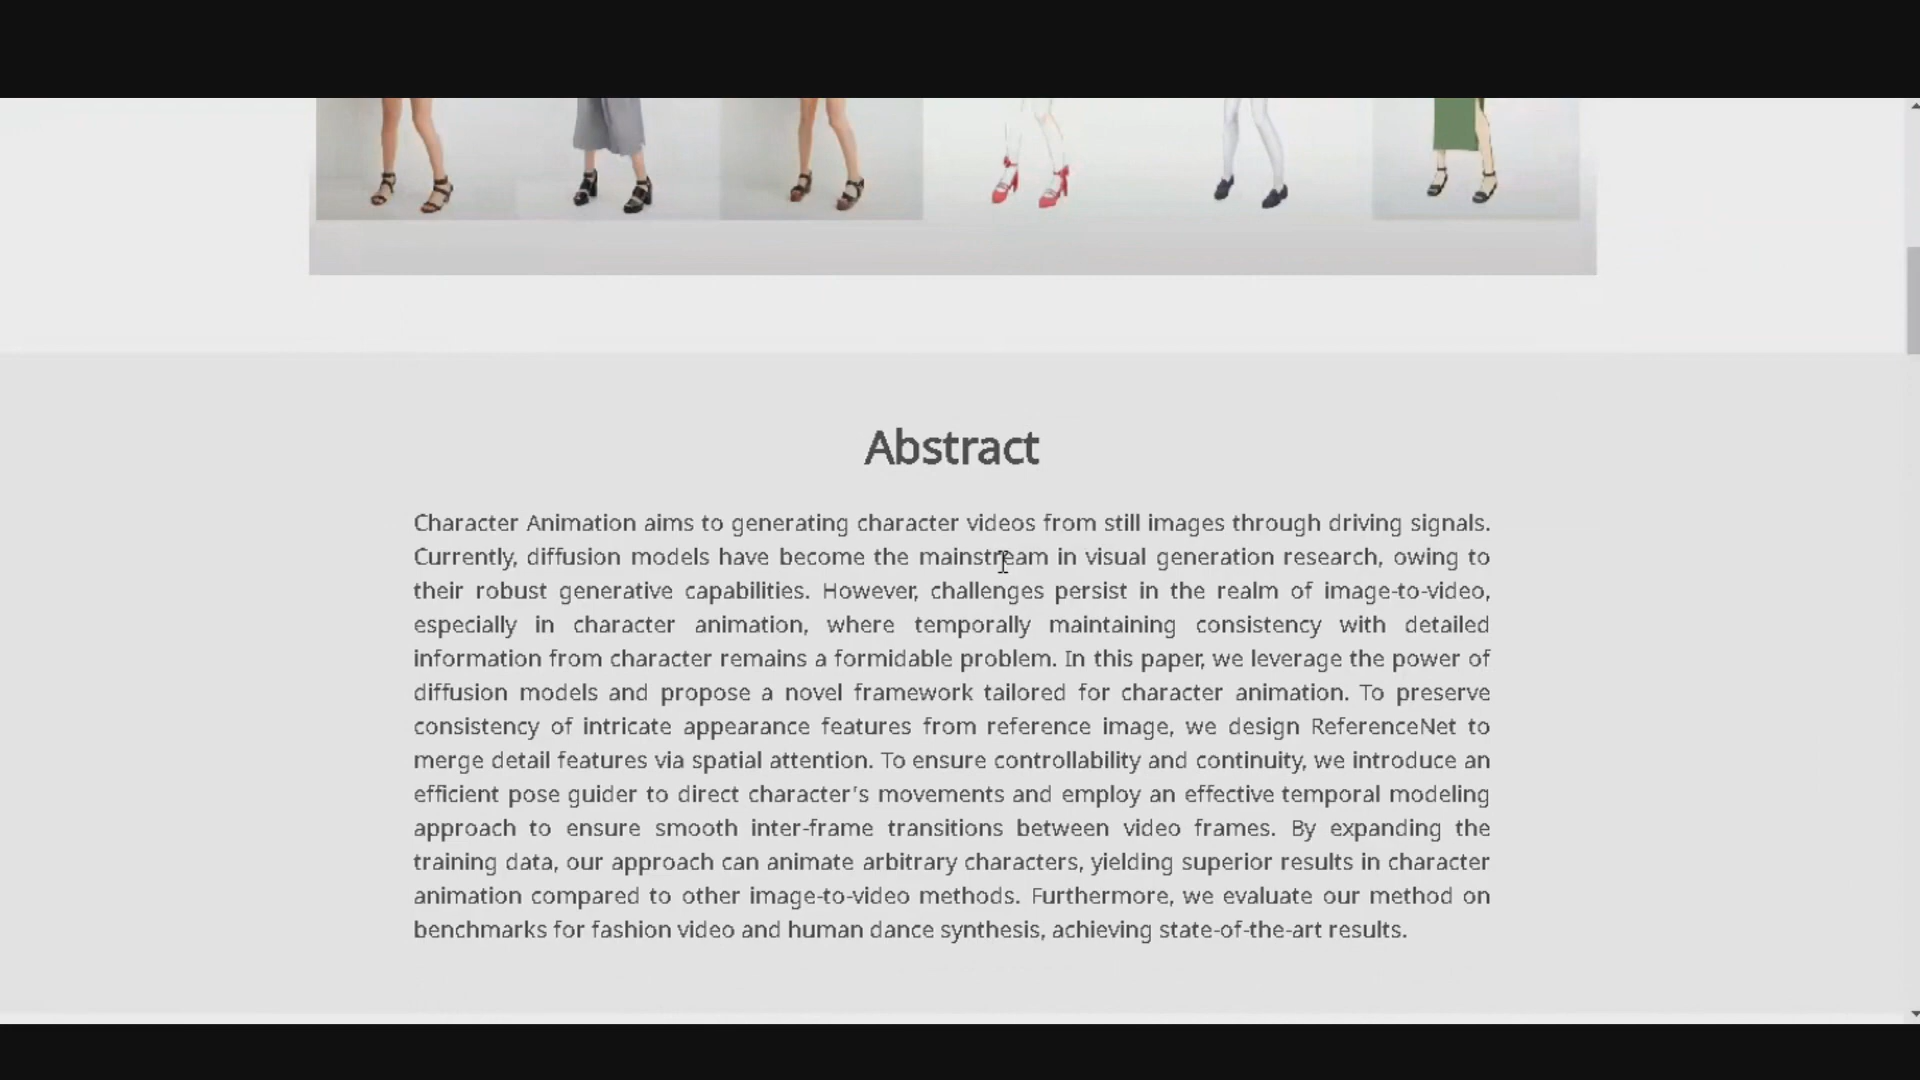 Abstract
Character Animation aims to generating character videos from still images through driving signals.
Currently, diffusion models have become the mainstream in visual generation research, owing to
their robust generative capabilities. However, challenges persist in the realm of image-to-video,
especially in character animation, where temporally maintaining consistency with detailed
information from character remains a formidable problem. In this paper, we leverage the power of
diffusion models and propose a novel framework tailored for character animation. To preserve
consistency of intricate appearance features from reference image, we design ReferenceNet to
merge detail features via spatial attention. To ensure controllability and continuity, we introduce an
efficient pose guider to direct character's movements and employ an effective temporal modeling
approach to ensure smooth inter-frame transitions between video frames. By expanding the
training data, our approach can animate arbitrary characters, yielding superior results in character
animation compared to other image-to-video methods. Furthermore, we evaluate our method on
benchmarks for fashion video and human dance synthesis, achieving state-of-the-art results.